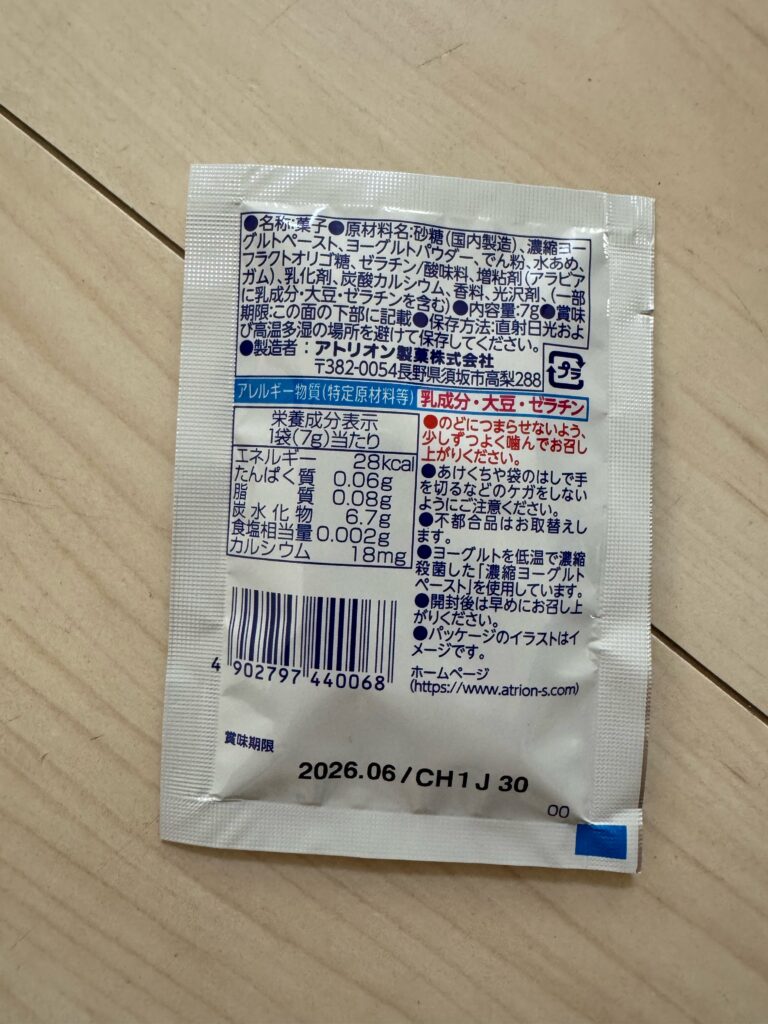 ●名称:菓子●原材料名:砂糖(国内製造)、濃縮ヨー
グルトペースト、ヨーグルトパウダー、でん粉、水あめ、
フラクトオリゴ糖、ゼラチン/酸味料、増粘剤(アラビア
ガム)、乳化剤、炭酸カルシウム、香料、光沢剤、(一部
に乳成分・大豆・ゼラチンを含む)●内容量:7g●賞味
期限:この面の下部に記載●保存方法:直射日光およ
び高温多湿の場所を避けて保存してください。
●製造者:アトリオン製菓株式会社
〒382-0054長野県須坂市高梨288
プラ
アレルギー物質(特定原材料等) 乳成分・大豆・ゼラチン
栄養成分表示
1袋(7g)当たり
エネルギー 28kcal
たんぱく質 0.06g
脂質 0.08g
炭水化物 6.7g
食塩相当量 0.002g
カルシウム 18mg
●のどにつまらせないよう、
少しずつよく噛んでお召し
上がりください。
●あけくちや袋のはしで手
を切るなどのケガをしない
ようにご注意ください。
●不都合品はお取替えし
ます。
●ヨーグルトを低温で濃縮
殺菌した「濃縮ヨーグルト
ペースト」を使用しています。
●開封後は早めにお召し上
がりください。
●パッケージのイラストはイ
メージです。
ホームページ
(https://www.atrion-s.com)
4 902797 440068
賞味期限
2026.06/CH1J30
00